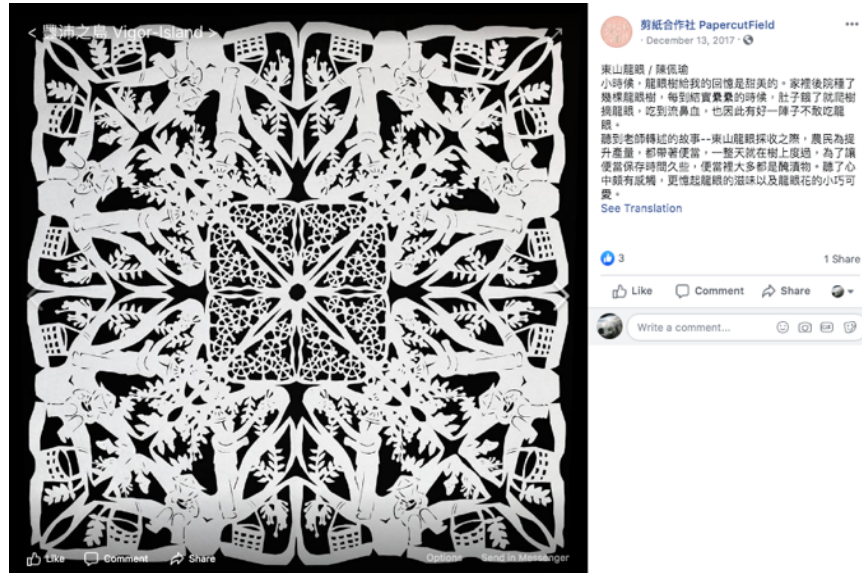 < 豐沛之島 Vigor-Island >
剪紙合作社 PapercutField
· December 13, 2017 ·
東山龍眼 / 陳佩瑜
小時候，龍眼樹給我的回憶是甜美的。家裡後院種了
幾棵龍眼樹，每到結實纍纍的時候，肚子餓了就爬樹
摘龍眼，吃到流鼻血，也因此有好一陣子不敢吃龍
眼。
聽到老師轉述的故事--東山龍眼採收之際，農民為提
升產量，都帶著便當，一整天就在樹上度過，為了讓
便當保存時間久些，便當裡大多都是醃漬物。聽了心
中頗有感觸，更憶起龍眼的滋味以及龍眼花的小巧可
愛。
See Translation
3
1 Share
Like Comment Share
Write a comment...
GIF
Like Comment Share
Options Send in Messenger